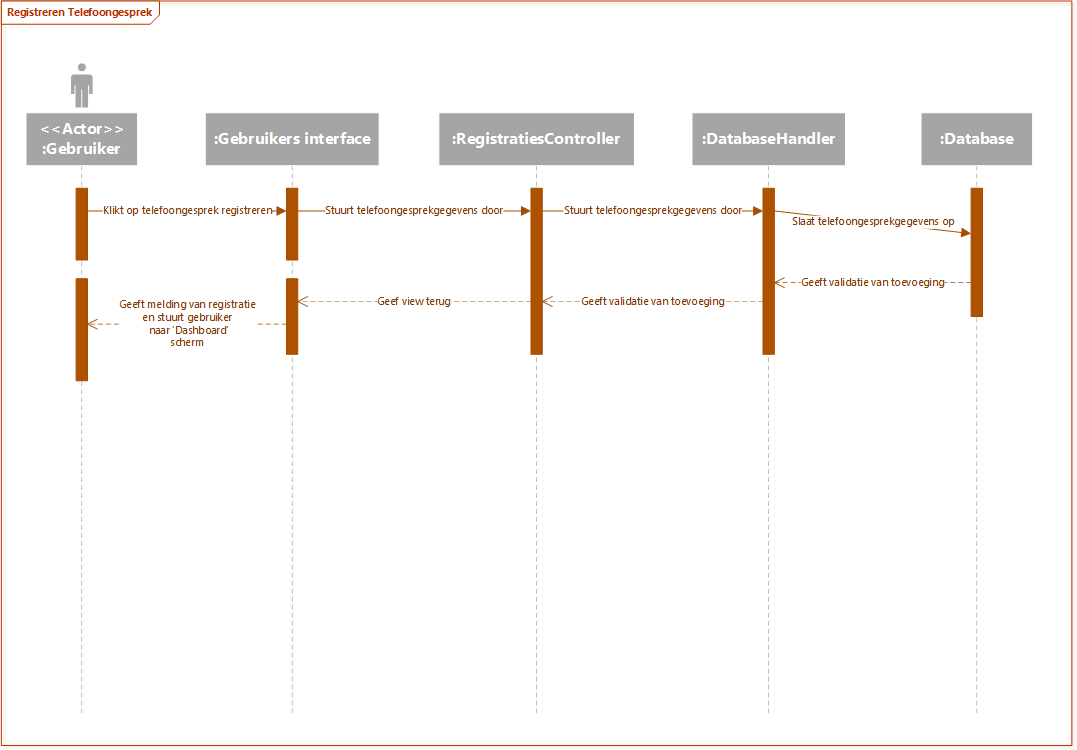 Registreren Telefoongesprek
<<Actor>>
:Gebruiker
:Gebruikers interface
:RegistratiesController
:DatabaseHandler
:Database
Klikt op telefoongesprek registreren
Stuurt telefoongesprekgegevens door
Stuurt telefoongesprekgegevens door
Slaat telefoongesprekgegevens op
Geeft validatie van toevoeging
Geeft validatie van toevoeging
Geef view terug
Geeft melding van registratie
en stuurt gebruiker
naar 'Dashboard'
scherm